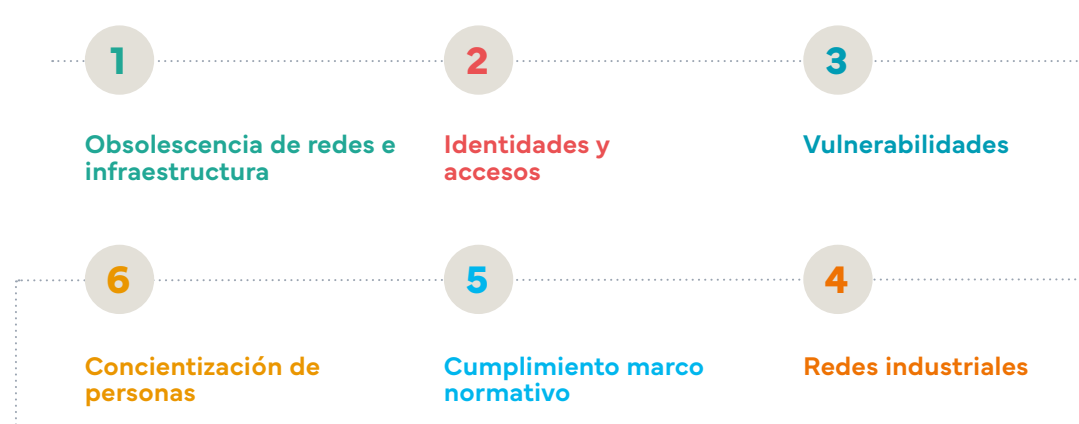 1
Obsolescencia de redes e
infraestructura
2
Identidades y
accesos
3
Vulnerabilidades
6
Concientización de
personas
5
Cumplimiento marco
normativo
4
Redes industriales